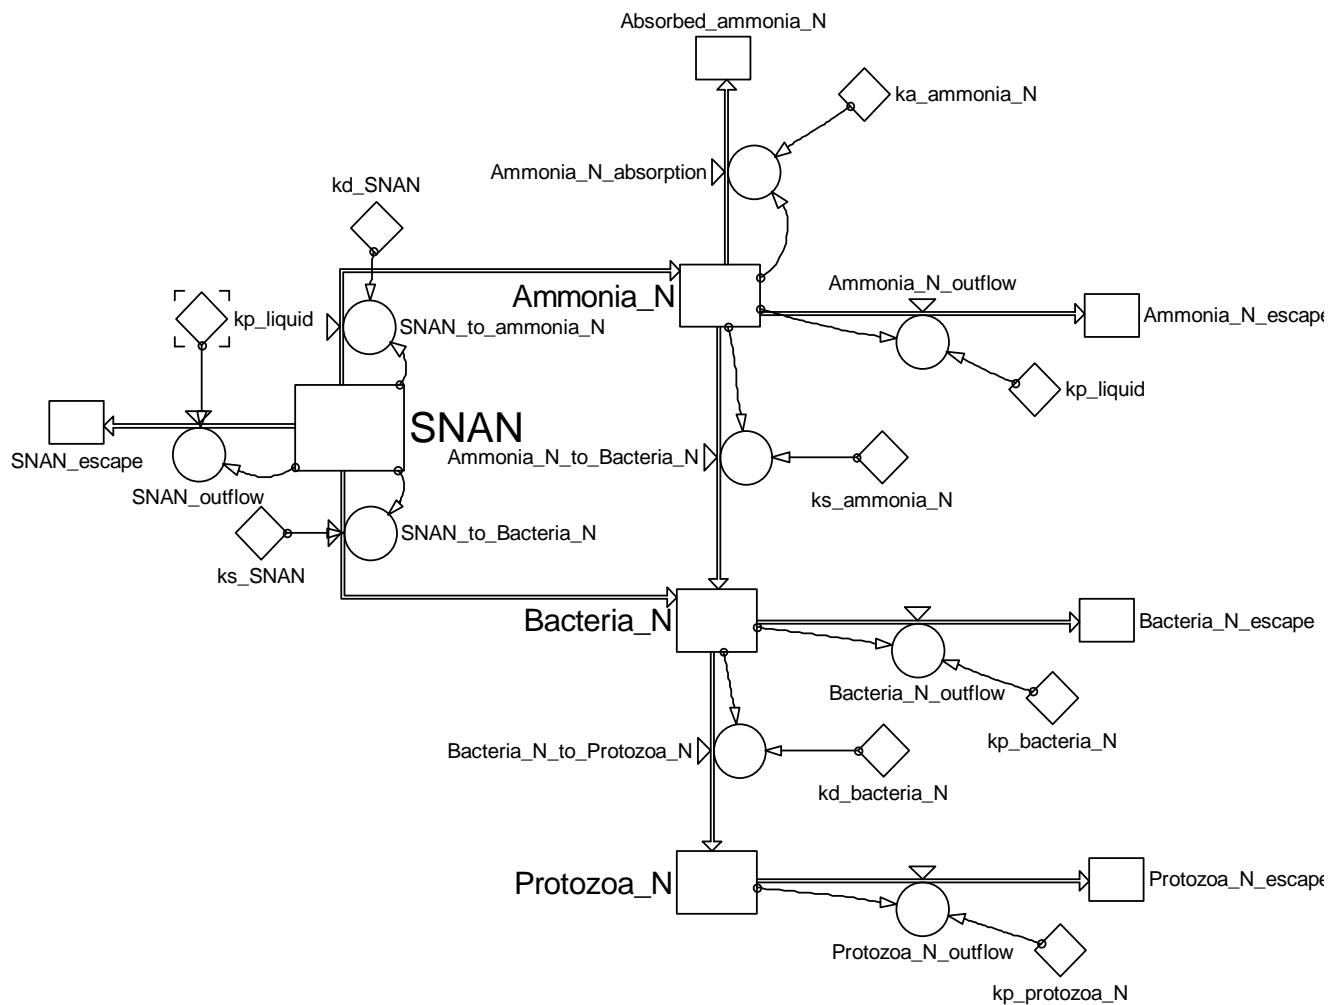 Absorbed_ammonia_N
ka_ammonia_N
Ammonia_N_absorption
kd_SNAN
Ammonia_N
Ammonia_N_outflow
Ammonia_N_escape
kp_liquid
SNAN_to_ammonia_N
kp_liquid
SNAN
SNAN_escape
SNAN_outflow
Ammonia_N_to_Bacteria_N
ks_ammonia_N
SNAN_to_Bacteria_N
ks_SNAN
Bacteria_N
Bacteria_N_escape
Bacteria_N_outflow
kp_bacteria_N
Bacteria_N_to_Protozoa_N
kd_bacteria_N
Protozoa_N
Protozoa_N_escape
Protozoa_N_outflow
kp_protozoa_N